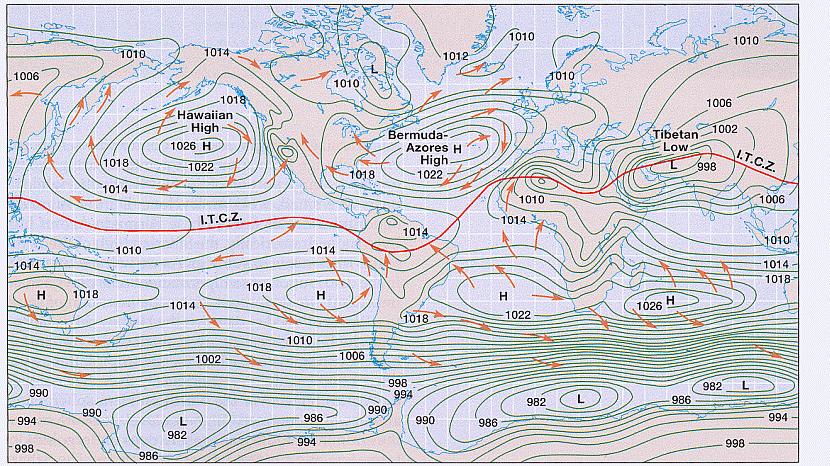 1010
1014
1012
1010
1010
1006
L
1010
1010
1018
Hawaiian
High
1026 H
1018
1022
1014
Bermuda-
Azores H
High
1018
1022
1006
1002
Tibetan
Low
L
998
I.T.C.Z.
1006
1010
I.T.C.Z.
1014
1014
1010
1010
1014
1014
1014
1018
H
1018
1018
H
H
1026
H
1014
1022
1018
1010
1002
1006
998
994
990
990
990
990
994
998
L
982
986
986
994
982
L
986
982
L
986
994
998